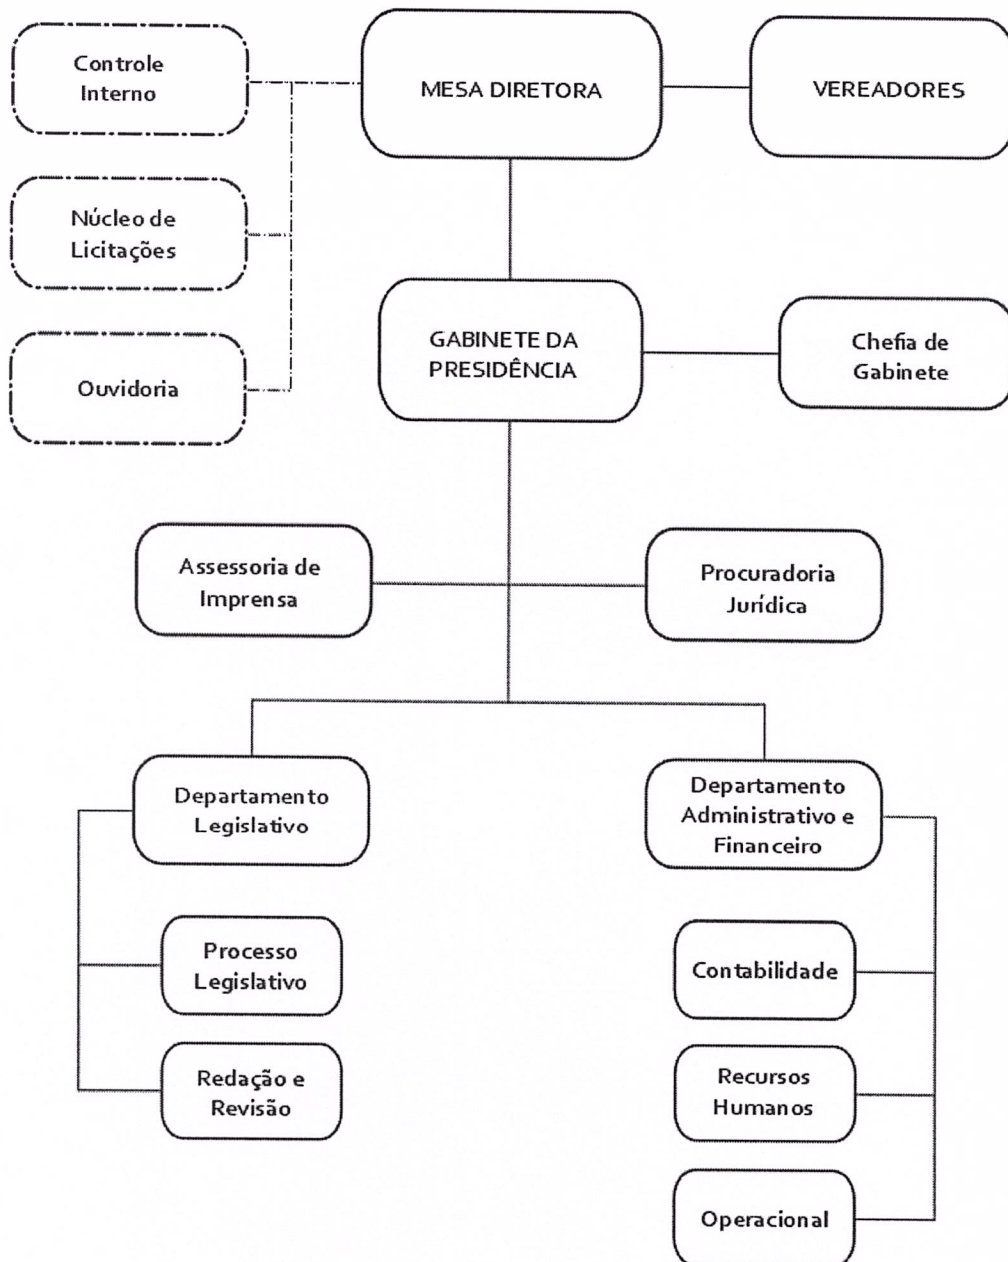 Controle
Interno
MESA DIRETORA
VEREADORES
Núcleo de
Licitações
Ouvidoria
GABINETE DA
PRESIDÊNCIA
Chefia de
Gabinete
Assessoria de
Imprensa
Procuradoria
Jurídica
Departamento
Legislativo
Departamento
Administrativo e
Financeiro
Processo
Legislativo
Redação e
Revisão
Contabilidade
Recursos
Humanos
Operacional